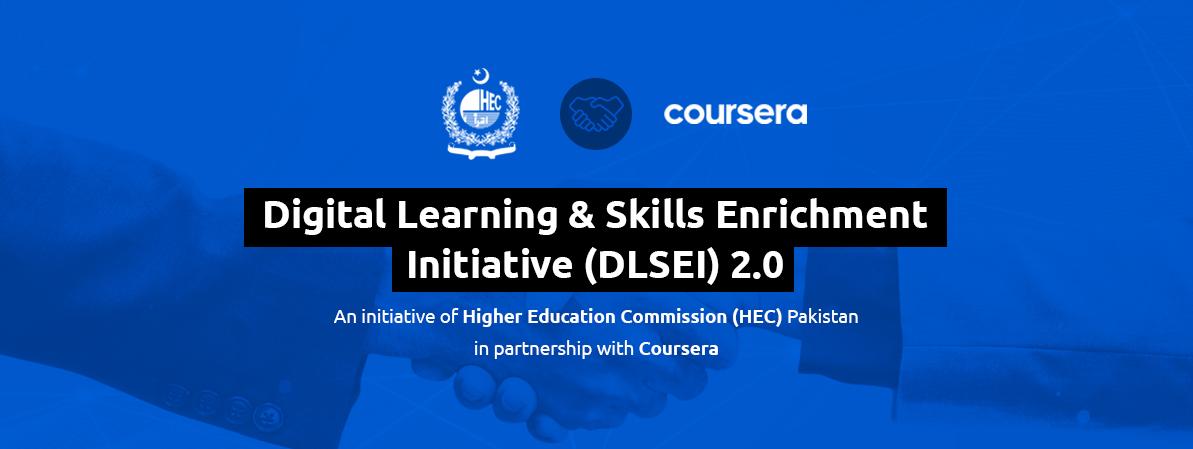 HEC
اقرأ
coursera
Digital Learning & Skills Enrichment
Initiative (DLSEI) 2.0
An initiative of Higher Education Commission (HEC) Pakistan
in partnership with Coursera